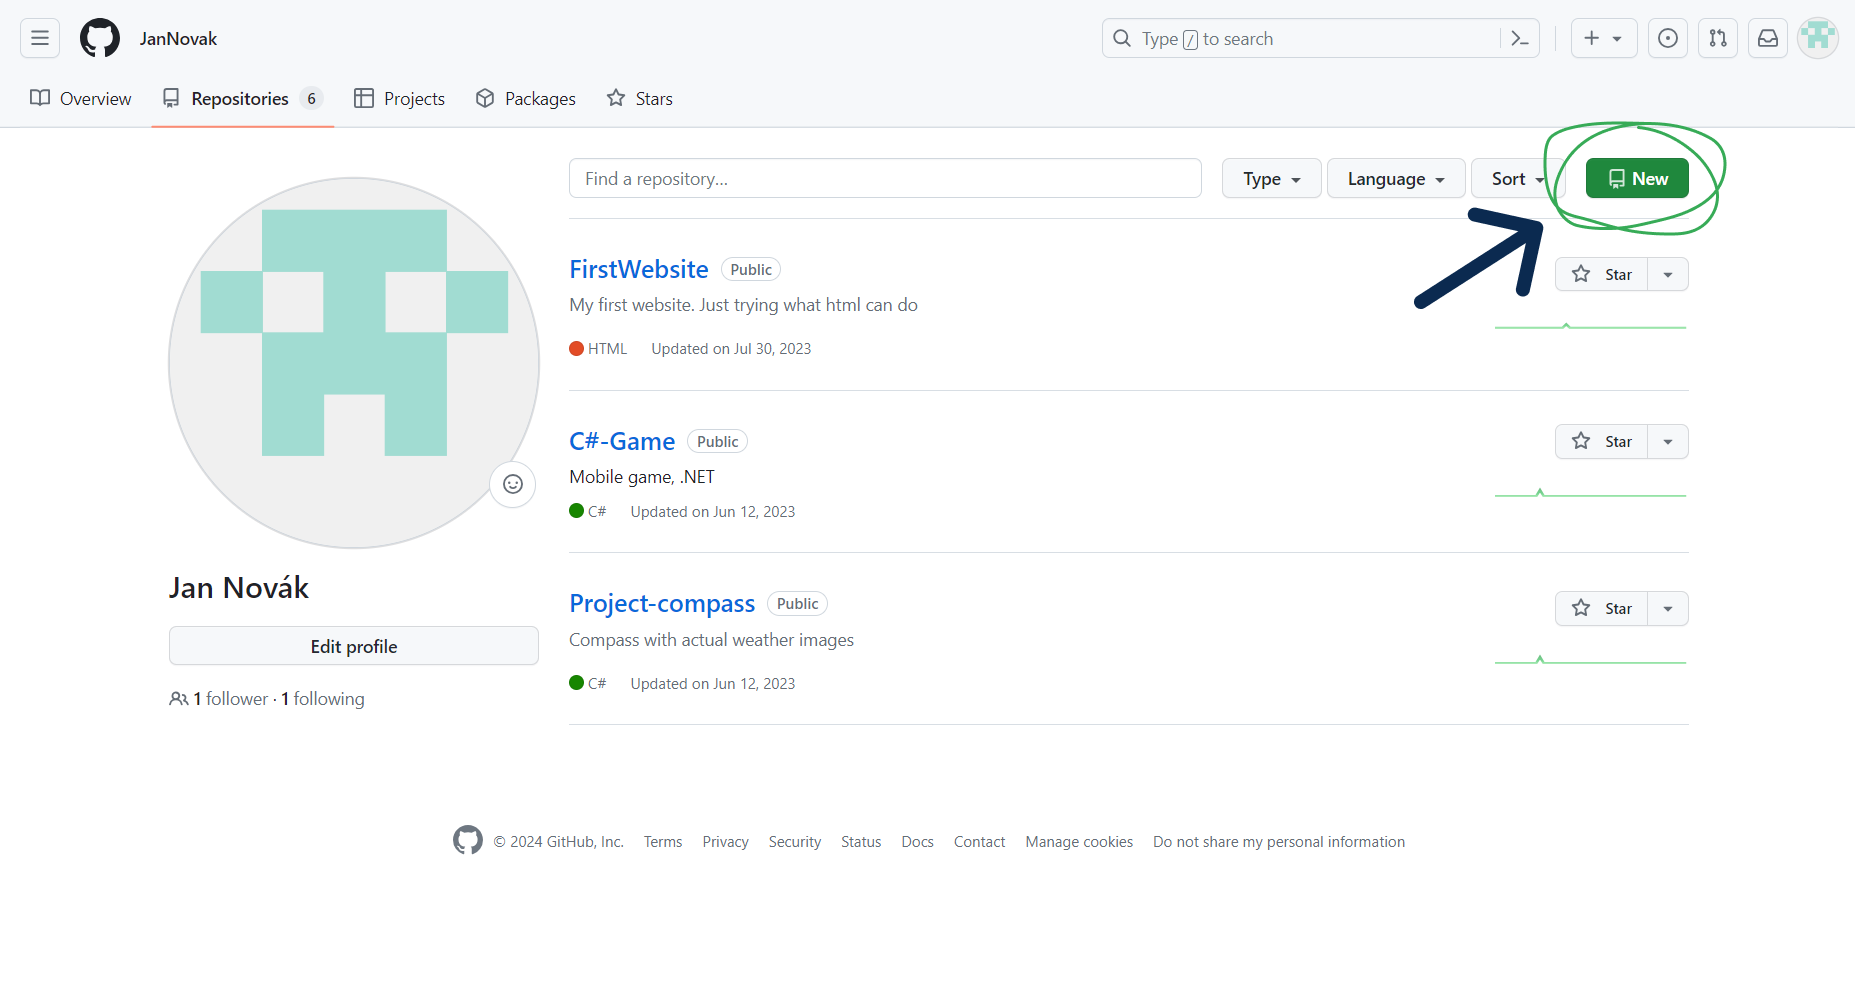 JanNovak
Type / to search
Overview
Repositories 6
Projects
Packages
Stars
Find a repository...
Type
Language
Sort
New
FirstWebsite Public
Star
My first website. Just trying what html can do
HTML Updated on Jul 30, 2023
C#-Game Public
Star
Mobile game, .NET
C# Updated on Jun 12, 2023
Jan Novák
Edit profile
1 follower · 1 following
Project-compass Public
Star
Compass with actual weather images
C# Updated on Jun 12, 2023
© 2024 GitHub, Inc. Terms Privacy Security Status Docs Contact Manage cookies Do not share my personal information